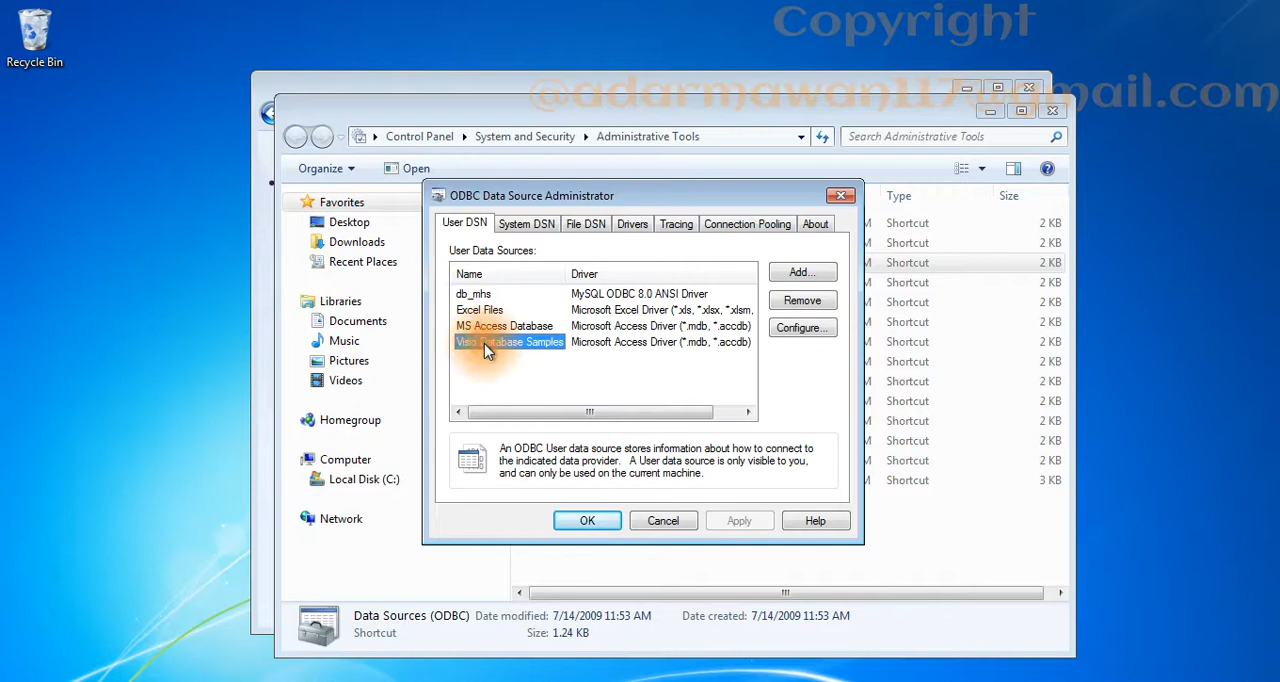 Copyright
@adarmawan117@gmail.com
Recycle Bin
Control Panel
System and Security
Administrative Tools
Search Administrative Tools
Organize
Open
Favorites
Desktop
Downloads
Recent Places
Libraries
Documents
Music
Pictures
Videos
Homegroup
Computer
Local Disk (C:)
Network
Type Size
M Shortcut 2 KB
M Shortcut 2 KB
M Shortcut 2 KB
M Shortcut 2 KB
M Shortcut 2 KB
M Shortcut 2 KB
M Shortcut 2 KB
M Shortcut 2 KB
M Shortcut 2 KB
M Shortcut 2 KB
M Shortcut 2 KB
M Shortcut 2 KB
M Shortcut 2 KB
M Shortcut 3 KB
ODBC Data Source Administrator
User DSN System DSN File DSN Drivers Tracing Connection Pooling About
User Data Sources:
Name Driver
db_mhs MySQL ODBC 8.0 ANSI Driver
Excel Files Microsoft Excel Driver (*.xls, *.xlsx, *.xlsm,
MS Access Database Microsoft Access Driver (*.mdb, *.accdb)
Visio Database Samples Microsoft Access Driver (*.mdb, *.accdb)
Add...
Remove
Configure...
An ODBC User data source stores information about how to connect to
the indicated data provider. A User data source is only visible to you,
and can only be used on the current machine.
OK Cancel Apply Help
Data Sources (ODBC) Date modified: 7/14/2009 11:53 AM Date created: 7/14/2009 11:53 AM
Shortcut Size: 1.24 KB